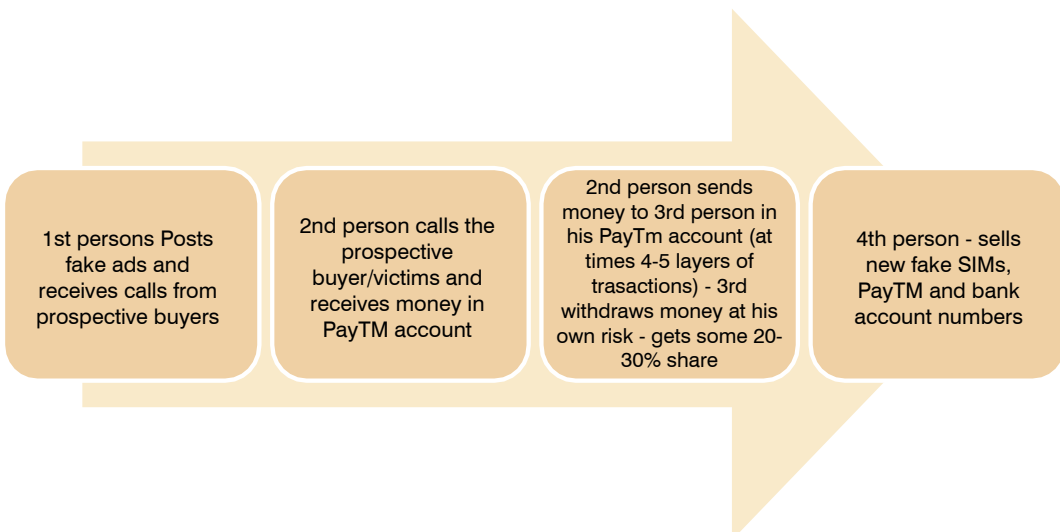 1st persons Posts
fake ads and
receives calls from
prospective buyers
2nd person calls the
prospective
buyer/victims and
receives money in
PayTM account
2nd person sends
money to 3rd person in
his PayTm account (at
times 4-5 layers of
trasactions) - 3rd
withdraws money at his
own risk - gets some 20-
30% share
4th person - sells
new fake SIMs,
PayTM and bank
account numbers